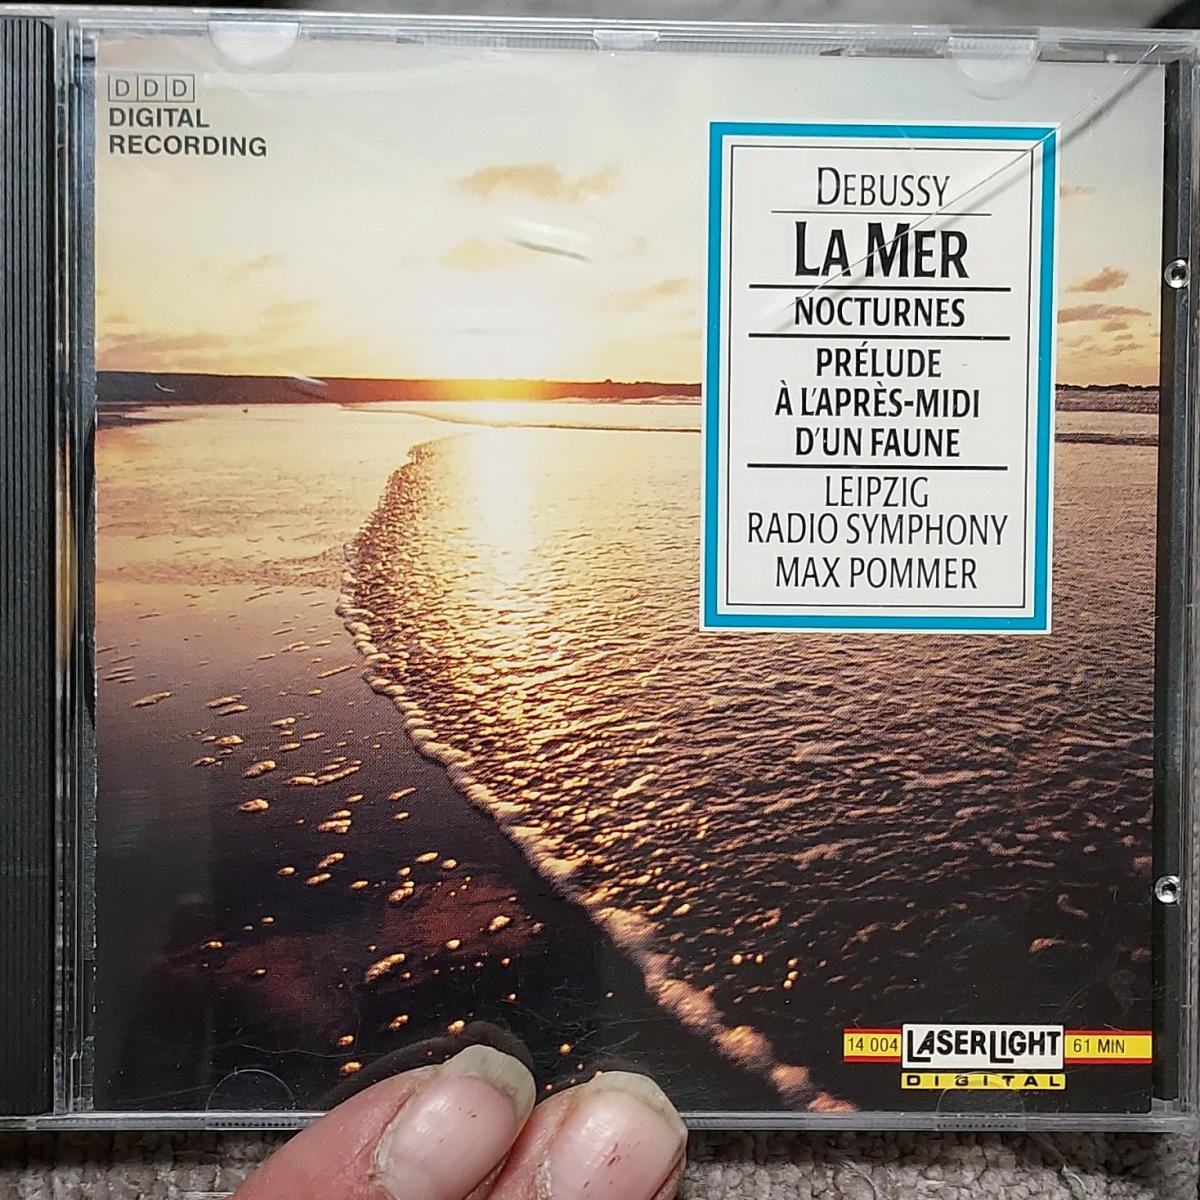 DDD
DIGITAL
RECORDING
DEBUSSY
LA MER
NOCTURNES
PRÉLUDE
À L'APRÈS-MIDI
D'UN FAUNE
LEIPZIG
RADIO SYMPHONY
MAX POMMER
14 004 LASERLIGHT 61 MIN
DIGITAL